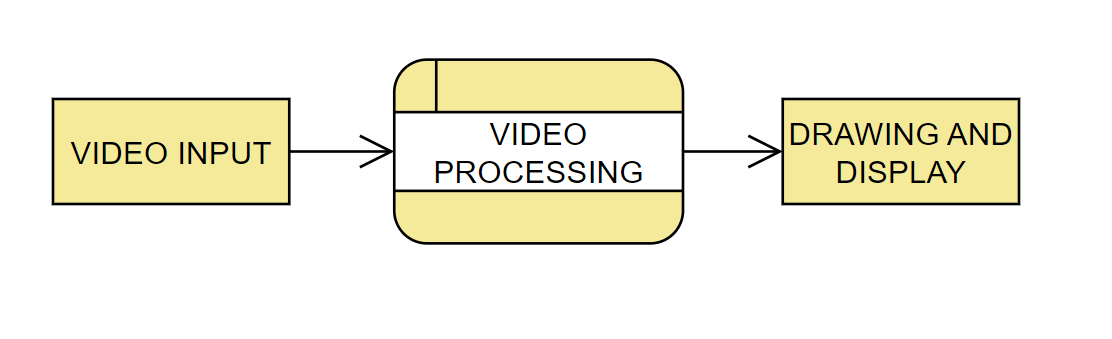 VIDEO INPUT
VIDEO
PROCESSING
DRAWING AND
DISPLAY